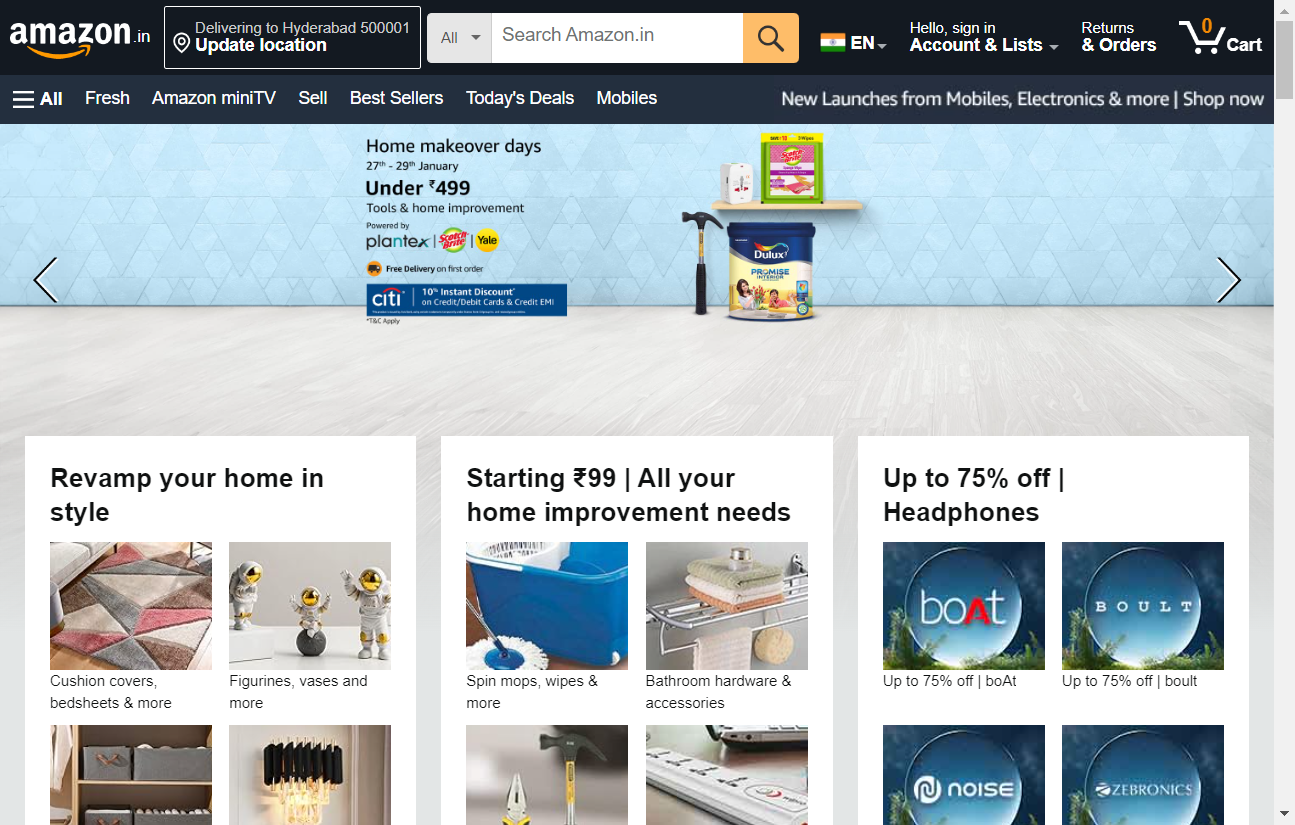 amazon.in
Delivering to Hyderabad 500001
Update location
All
Search Amazon.in
EN
Hello, sign in
Account & Lists
Returns
& Orders
0
Cart
All
Fresh
Amazon miniTV
Sell
Best Sellers
Today's Deals
Mobiles
New Launches from Mobiles, Electronics & more | Shop now
Home makeover days
27th - 29th January
Under ₹499
Tools & home improvement
Powered by
plantex | Scotch Brite | Yale
Free Delivery on first order
citi
10% Instant Discount*
on Credit/Debit Cards & Credit EMI
*T&C Apply
Scotch Brite
Dulux
PROMISE
INTERIOR
Revamp your home in
style
Cushion covers,
bedsheets & more
Figurines, vases and
more
Starting ₹99 | All your
home improvement needs
Spin mops, wipes &
more
Bathroom hardware &
accessories
wipro
Up to 75% off |
Headphones
boAt
BOULT
Up to 75% off | boAt
Up to 75% off | boult
NOISE
ZEBRONICS